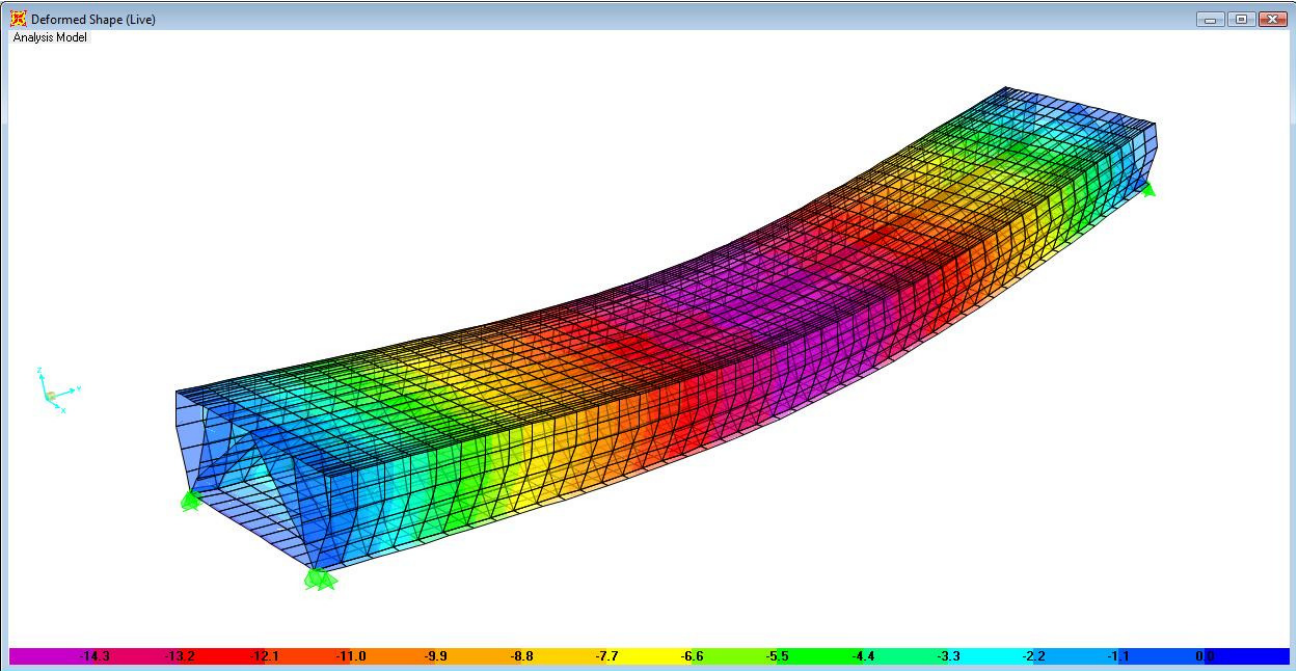 Deformed Shape (Live)
Analysis Model
Z
Y
X
-14.3 -13.2 -12.1 -11.0 -9.9 -8.8 -7.7 -6.6 -5.5 -4.4 -3.3 -2.2 -1.1 0.0